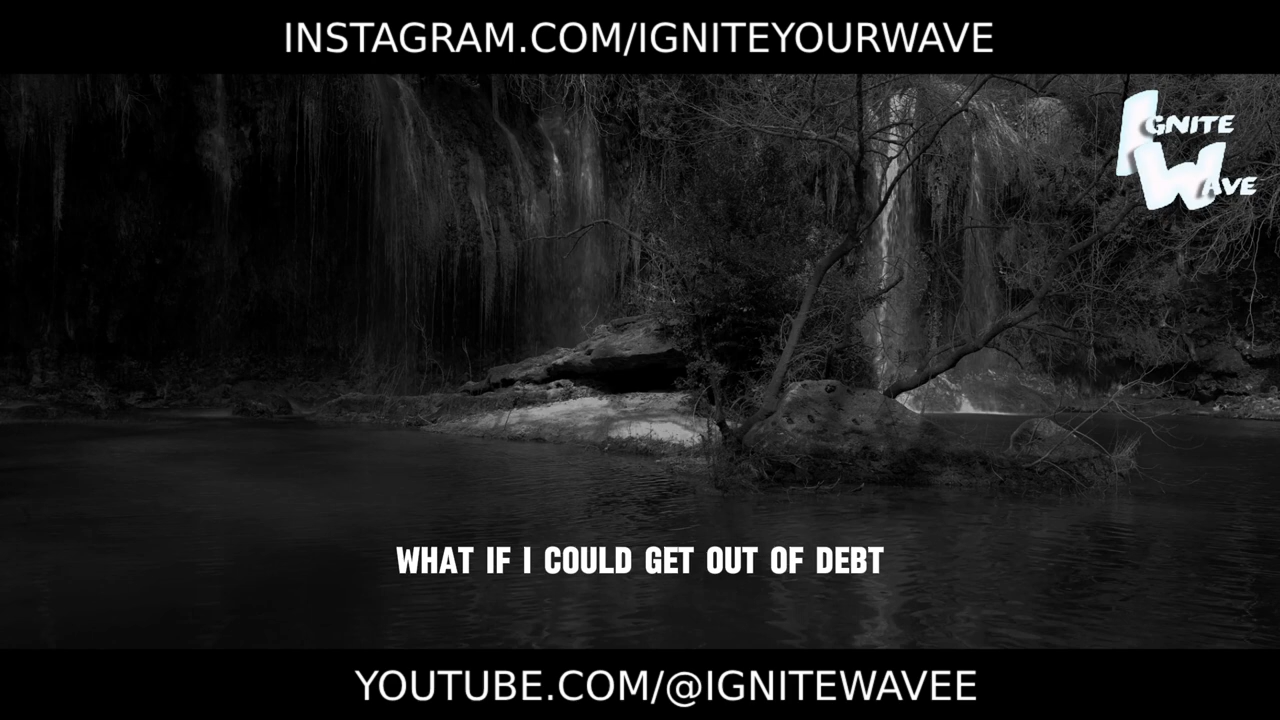 INSTAGRAM.COM/IGNITEYOURWAVE
IGNITE
WAVE
WHAT IF I COULD GET OUT OF DEBT
YOUTUBE.COM/@IGNITEWAVEE